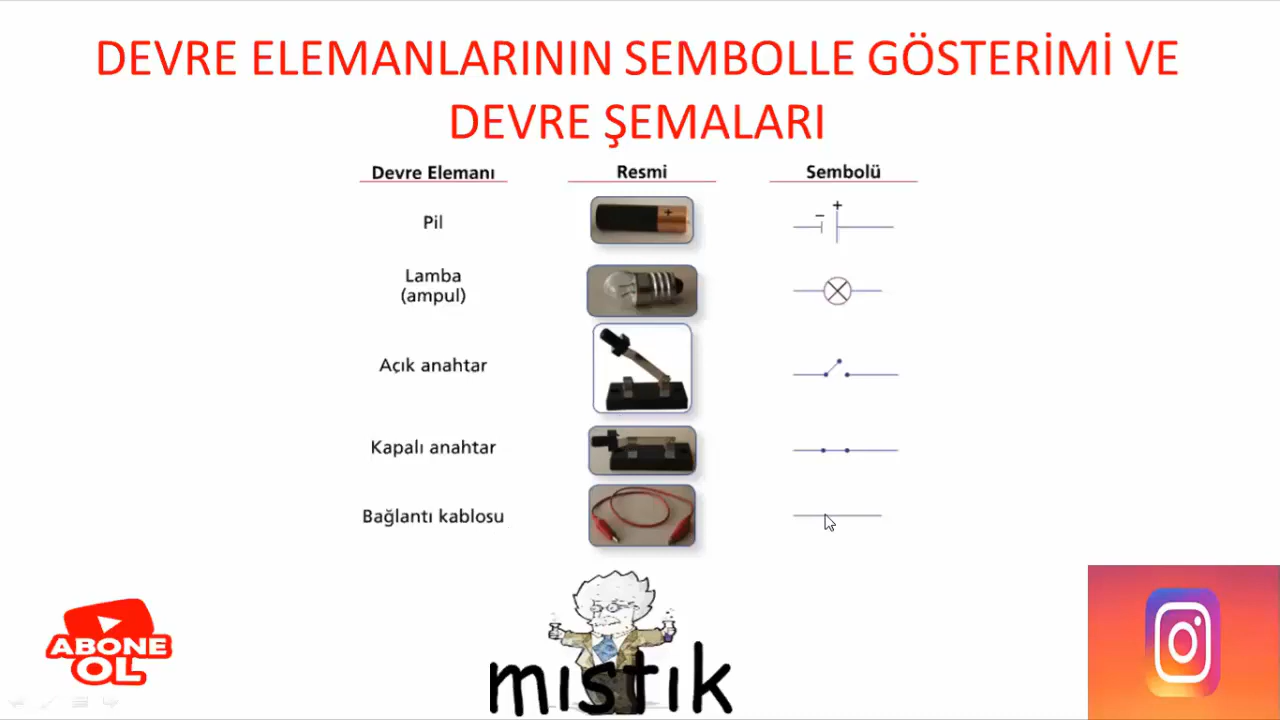 DEVRE ELEMANLARININ SEMBOLLE GÖSTERİMİ VE
DEVRE ŞEMALARI
Devre Elemanı Resmi Sembolü
Pil + − +
Lamba
(ampul)
Açık anahtar
Kapalı anahtar
Bağlantı kablosu
ABONE
OL
mıstık